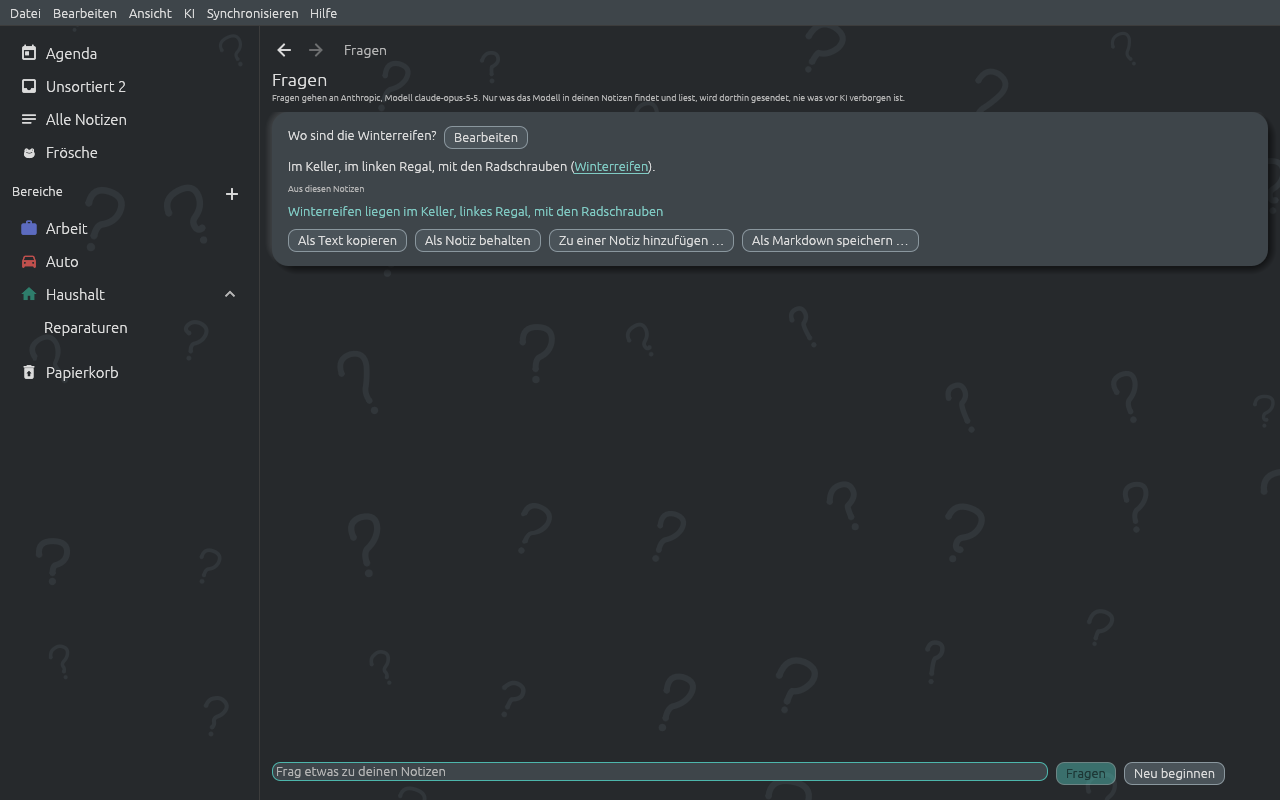 Datei Bearbeiten Ansicht KI Synchronisieren Hilfe
Agenda
Unsortiert 2
Alle Notizen
Frösche
Bereiche
Arbeit
Auto
Haushalt
Reparaturen
Papierkorb
Fragen
Fragen
Fragen gehen an Anthropic, Modell claude-opus-5-5. Nur was das Modell in deinen Notizen findet und liest, wird dorthin gesendet, nie was vor KI verborgen ist.
Wo sind die Winterreifen? Bearbeiten
Im Keller, im linken Regal, mit den Radschrauben (Winterreifen).
Aus diesen Notizen
Winterreifen liegen im Keller, linkes Regal, mit den Radschrauben
Als Text kopieren Als Notiz behalten Zu einer Notiz hinzufügen … Als Markdown speichern …
Frag etwas zu deinen Notizen Fragen Neu beginnen